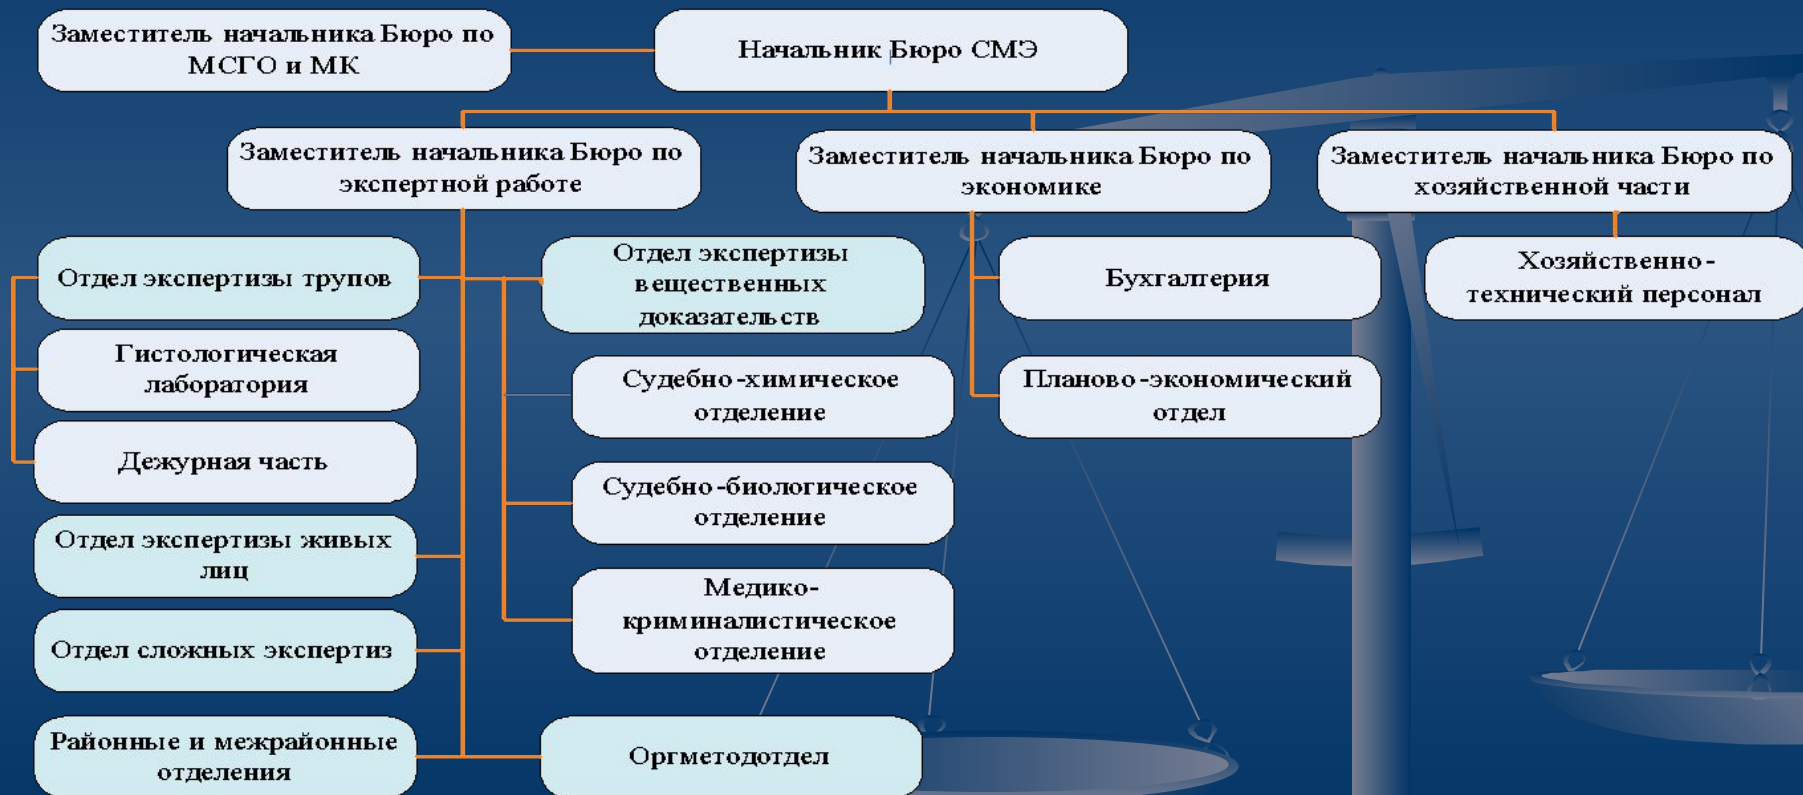 Заместитель начальника Бюро по
МСГО и МК
Начальник Бюро СМЭ
Заместитель начальника Бюро по
экспертной работе
Заместитель начальника Бюро по
экономике
Заместитель начальника Бюро по
хозяйственной части
Отдел экспертизы трупов
Отдел экспертизы
вещественных
доказательств
Бухгалтерия
Хозяйственно-
технический персонал
Гистологическая
лаборатория
Судебно-химическое
отделение
Планово-экономический
отдел
Дежурная часть
Судебно-биологическое
отделение
Отдел экспертизы живых
лиц
Медико-
криминалистическое
отделение
Отдел сложных экспертиз
Районные и межрайонные
отделения
Оргметодотдел